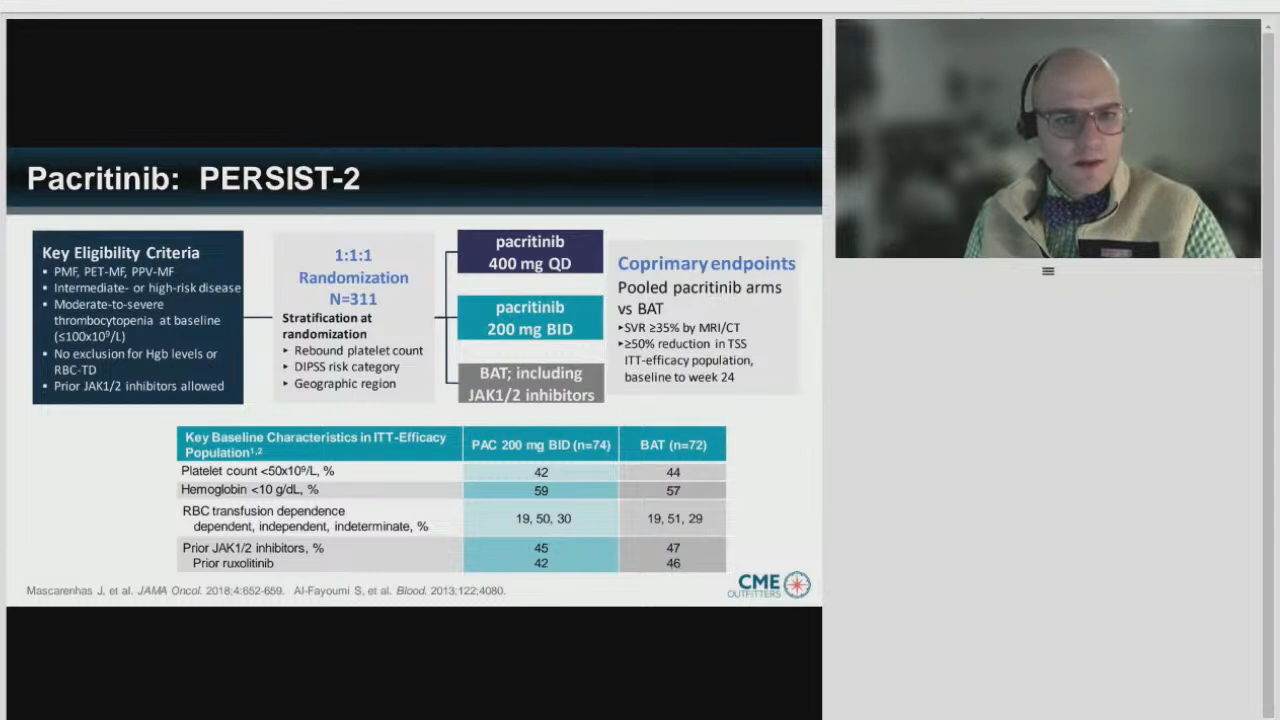 Pacritinib: PERSIST-2
Key Eligibility Criteria
▪ PMF, PET-MF, PPV-MF
▪ Intermediate- or high-risk disease
▪ Moderate-to-severe
thrombocytopenia at baseline
(≤100x10⁹/L)
▪ No exclusion for Hgb levels or
RBC-TD
▪ Prior JAK1/2 inhibitors allowed
1:1:1
Randomization
N=311
Stratification at
randomization
▸ Rebound platelet count
▸ DIPSS risk category
▸ Geographic region
pacritinib
400 mg QD
pacritinib
200 mg BID
BAT; including
JAK1/2 inhibitors
Coprimary endpoints
Pooled pacritinib arms
vs BAT
▸SVR ≥35% by MRI/CT
▸≥50% reduction in TSS
ITT-efficacy population,
baseline to week 24
Key Baseline Characteristics in ITT-Efficacy
Population¹,² PAC 200 mg BID (n=74) BAT (n=72)
Platelet count <50x10⁹/L, % 42 44
Hemoglobin <10 g/dL, % 59 57
RBC transfusion dependence
dependent, independent, indeterminate, % 19, 50, 30 19, 51, 29
Prior JAK1/2 inhibitors, % 45 47
Prior ruxolitinib 42 46
Mascarenhas J, et al. JAMA Oncol. 2018;4:652-659. Al-Fayoumi S, et al. Blood. 2013;122;4080.
CME
OUTFITTERS